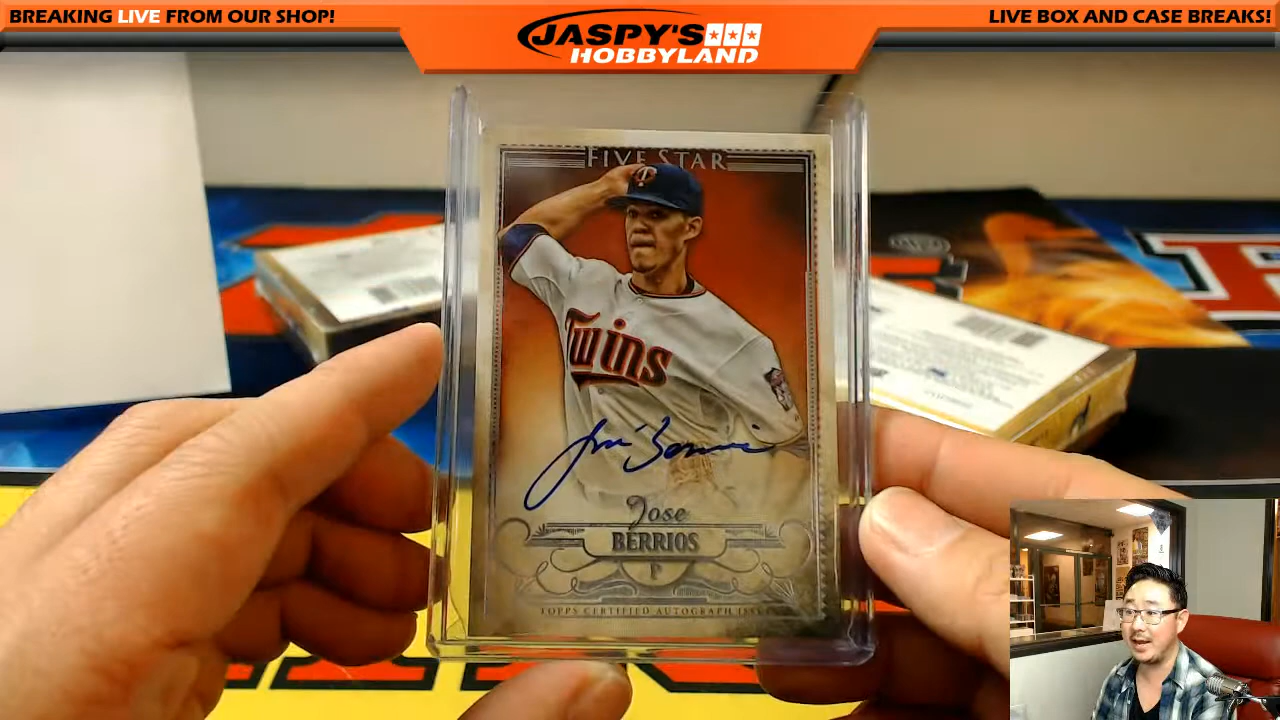 BREAKING LIVE FROM OUR SHOP!
LIVE BOX AND CASE BREAKS!
JASPY'S
HOBBYLAND
FIVE STAR
Twins
Jose
BERRIOS
P
TOPPS CERTIFIED AUTOGRAPH ISSUE